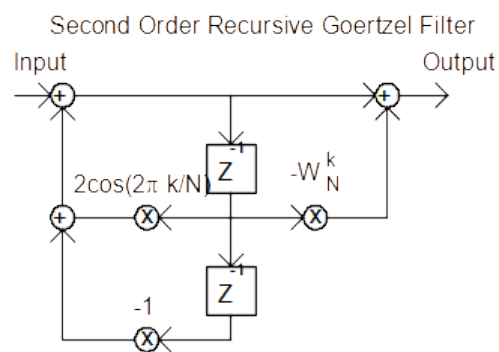 Second Order Recursive Goertzel Filter
Input
Output
+
+
Z-1
2cos(2π k/N)
-W k N
+
X
X
Z-1
-1
X